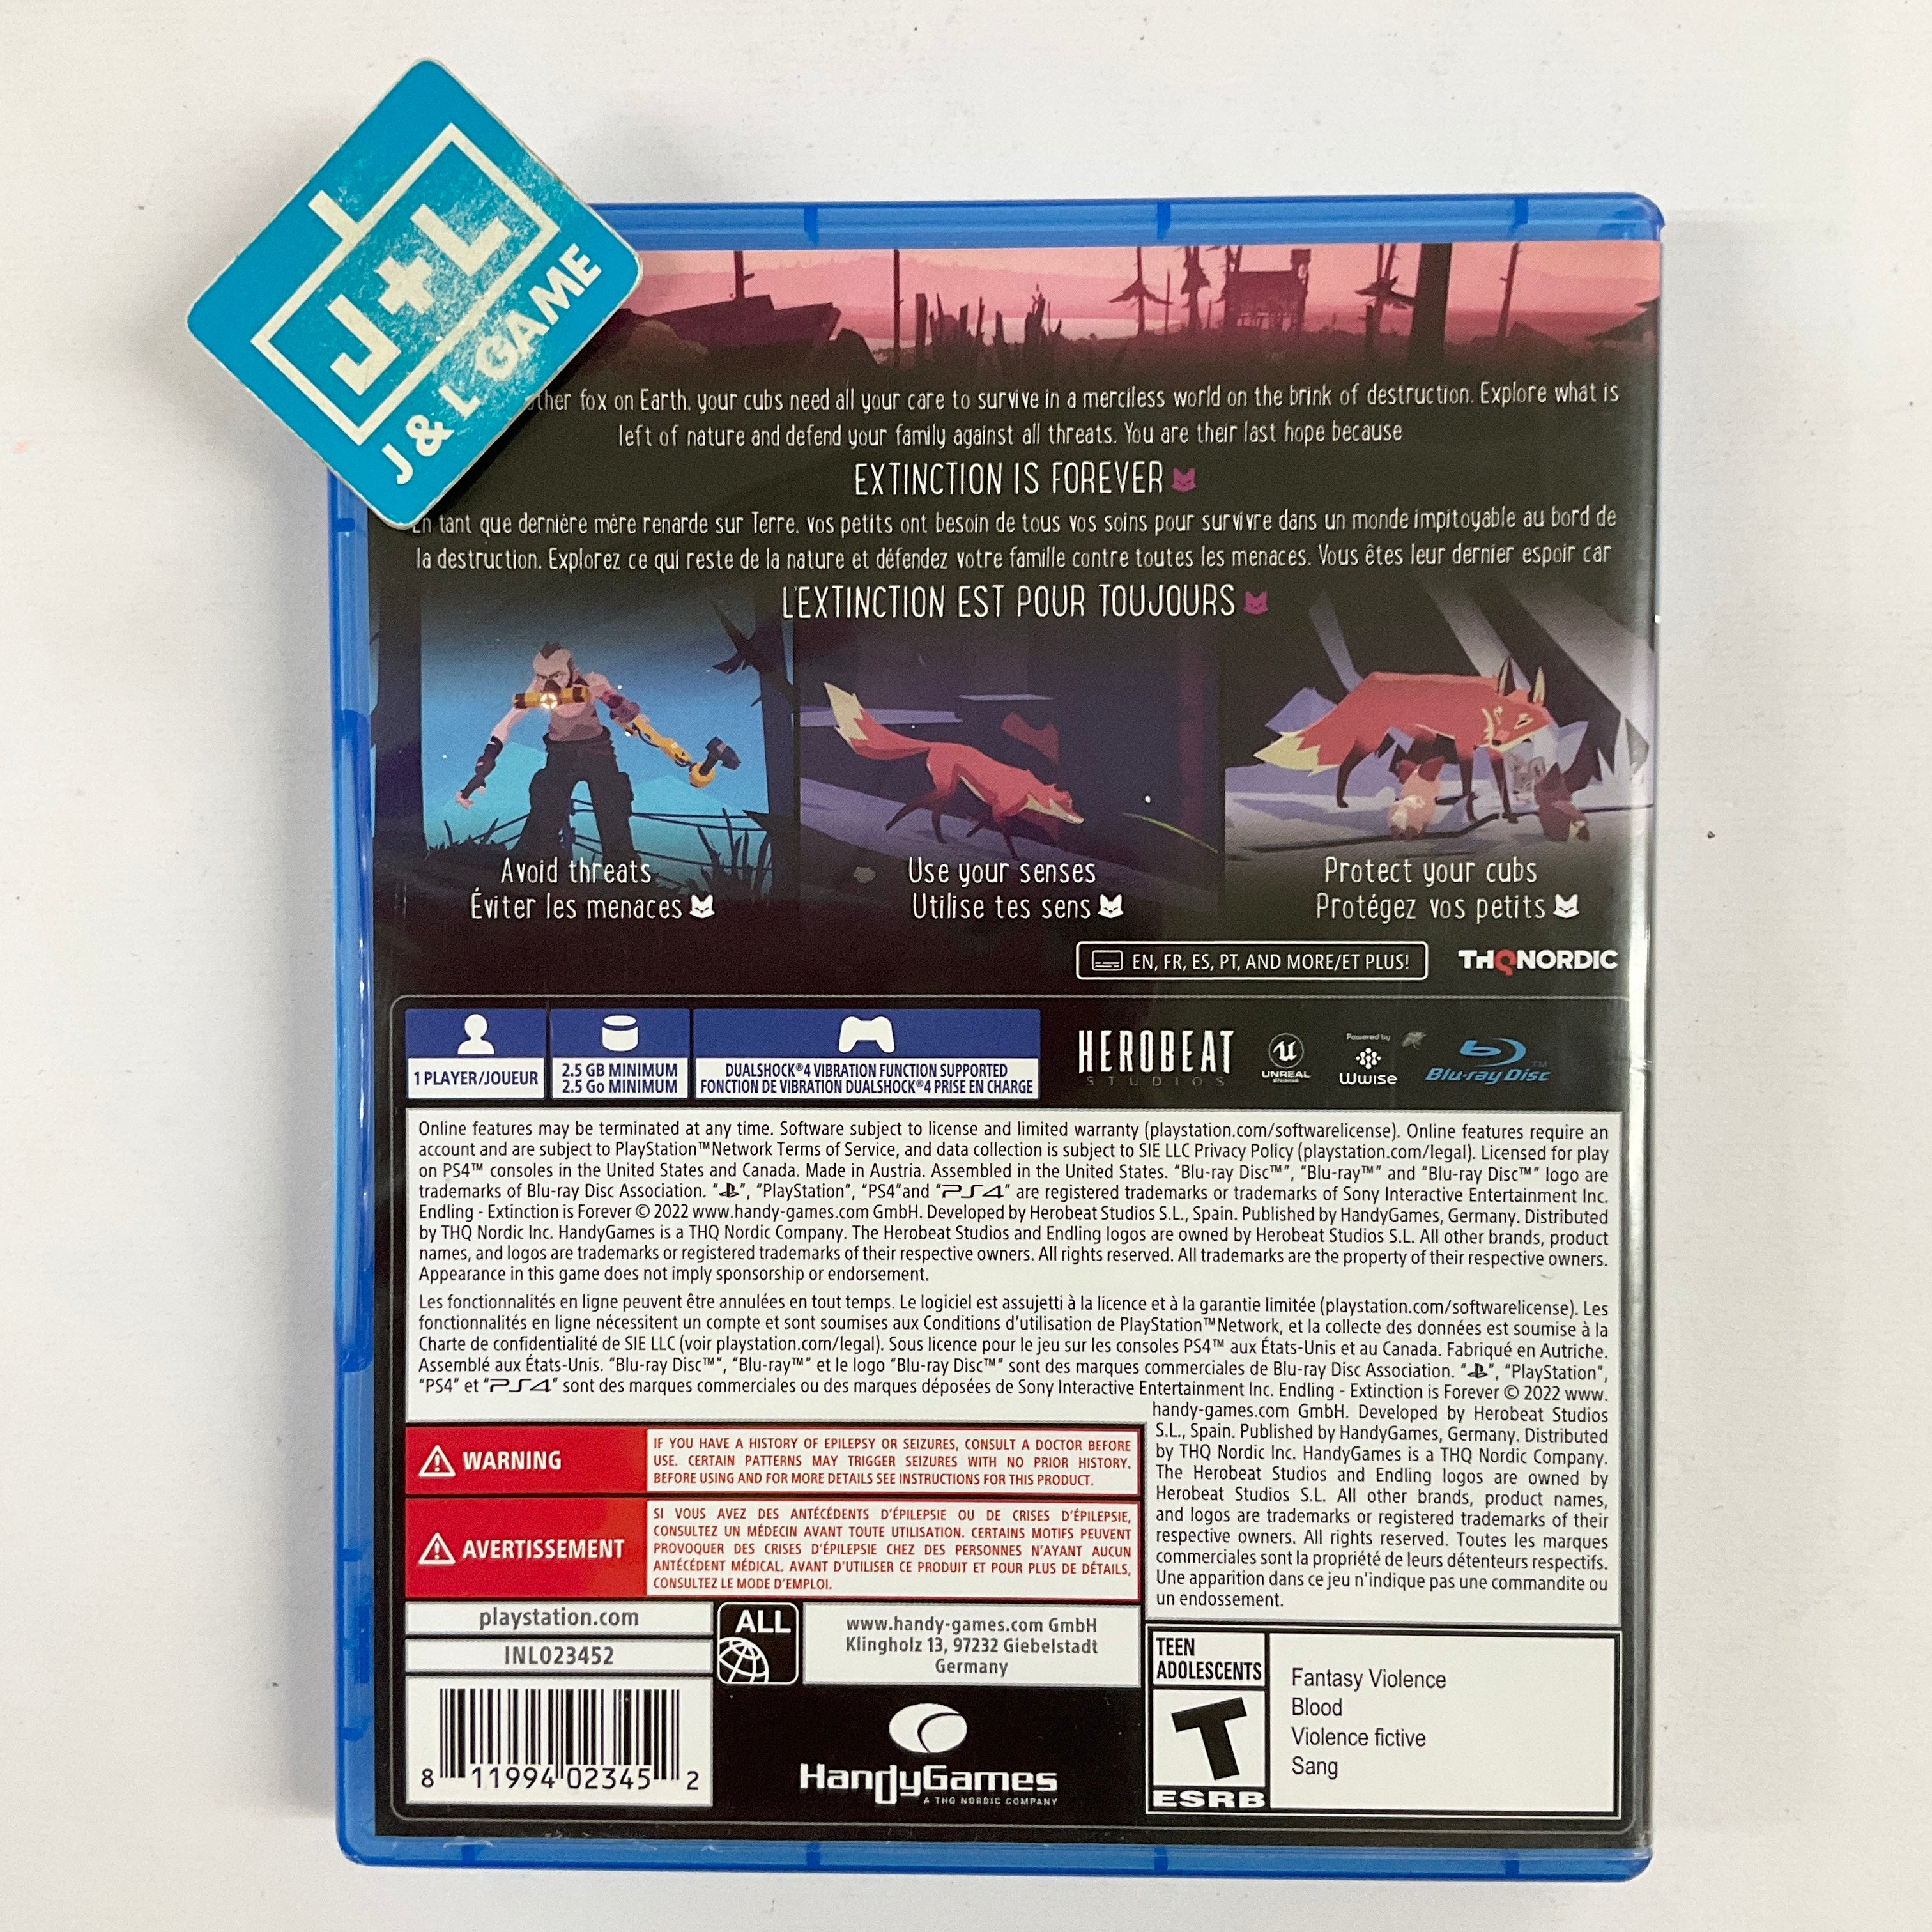 J+L
J & L GAME
fox on Earth, your cubs need all your care to survive in a merciless world on the brink of destruction. Explore what is
left of nature and defend your family against all threats. You are their last hope because
EXTINCTION IS FOREVER
En tant que dernière mère renarde sur Terre, vos petits ont besoin de tous vos soins pour survivre dans un monde impitoyable au bord de
la destruction. Explorez ce qui reste de la nature et défendez votre famille contre toutes les menaces. Vous êtes leur dernier espoir car
L'EXTINCTION EST POUR TOUJOURS
Avoid threats
Éviter les menaces
Use your senses
Utilise tes sens
Protect your cubs
Protégez vos petits
EN, FR, ES, PT, AND MORE/ET PLUS!
THQNORDIC
1 PLAYER/JOUEUR
2.5 GB MINIMUM
2.5 Go MINIMUM
DUALSHOCK®4 VIBRATION FUNCTION SUPPORTED
FONCTION DE VIBRATION DUALSHOCK®4 PRISE EN CHARGE
HEROBEAT
STUDIOS
UNREAL
Powered by
Wwise
Blu-ray Disc™
Online features may be terminated at any time. Software subject to license and limited warranty (playstation.com/softwarelicense). Online features require an
account and are subject to PlayStation™Network Terms of Service, and data collection is subject to SIE LLC Privacy Policy (playstation.com/legal). Licensed for play
on PS4™ consoles in the United States and Canada. Made in Austria. Assembled in the United States. "Blu-ray Disc™", "Blu-ray™" and "Blu-ray Disc™" logo are
trademarks of Blu-ray Disc Association. "PS", "PlayStation", "PS4"and "PS4" are registered trademarks or trademarks of Sony Interactive Entertainment Inc.
Endling - Extinction is Forever © 2022 www.handy-games.com GmbH. Developed by Herobeat Studios S.L., Spain. Published by HandyGames, Germany. Distributed
by THQ Nordic Inc. HandyGames is a THQ Nordic Company. The Herobeat Studios and Endling logos are owned by Herobeat Studios S.L. All other brands, product
names, and logos are trademarks or registered trademarks of their respective owners. All rights reserved. All trademarks are the property of their respective owners.
Appearance in this game does not imply sponsorship or endorsement.
Les fonctionnalités en ligne peuvent être annulées en tout temps. Le logiciel est assujetti à la licence et à la garantie limitée (playstation.com/softwarelicense). Les
fonctionnalités en ligne nécessitent un compte et sont soumises aux Conditions d'utilisation de PlayStation™Network, et la collecte des données est soumise à la
Charte de confidentialité de SIE LLC (voir playstation.com/legal). Sous licence pour le jeu sur les consoles PS4™ aux États-Unis et au Canada. Fabriqué en Autriche.
Assemblé aux États-Unis. "Blu-ray Disc™", "Blu-ray™" et le logo "Blu-ray Disc™" sont des marques commerciales de Blu-ray Disc Association. "PS", "PlayStation",
"PS4" et "PS4" sont des marques commerciales ou des marques déposées de Sony Interactive Entertainment Inc. Endling - Extinction is Forever © 2022 www.
handy-games.com GmbH. Developed by Herobeat Studios
S.L., Spain. Published by HandyGames, Germany. Distributed
by THQ Nordic Inc. HandyGames is a THQ Nordic Company.
The Herobeat Studios and Endling logos are owned by
Herobeat Studios S.L. All other brands, product names,
and logos are trademarks or registered trademarks of their
respective owners. All rights reserved. Toutes les marques
commerciales sont la propriété de leurs détenteurs respectifs.
Une apparition dans ce jeu n'indique pas une commandite ou
un endossement.
WARNING
IF YOU HAVE A HISTORY OF EPILEPSY OR SEIZURES, CONSULT A DOCTOR BEFORE
USE. CERTAIN PATTERNS MAY TRIGGER SEIZURES WITH NO PRIOR HISTORY.
BEFORE USING AND FOR MORE DETAILS SEE INSTRUCTIONS FOR THIS PRODUCT.
AVERTISSEMENT
SI VOUS AVEZ DES ANTÉCÉDENTS D'ÉPILEPSIE OU DE CRISES D'ÉPILEPSIE,
CONSULTEZ UN MÉDECIN AVANT TOUTE UTILISATION. CERTAINS MOTIFS PEUVENT
PROVOQUER DES CRISES D'ÉPILEPSIE CHEZ DES PERSONNES N'AYANT AUCUN
ANTÉCÉDENT MÉDICAL. AVANT D'UTILISER CE PRODUIT ET POUR PLUS DE DÉTAILS,
CONSULTEZ LE MODE D'EMPLOI.
playstation.com
INL023452
ALL
www.handy-games.com GmbH
Klingholz 13, 97232 Giebelstadt
Germany
8 11994 02345 2
HandyGames
A THQ NORDIC COMPANY
TEEN
ADOLESCENTS
T
ESRB
Fantasy Violence
Blood
Violence fictive
Sang